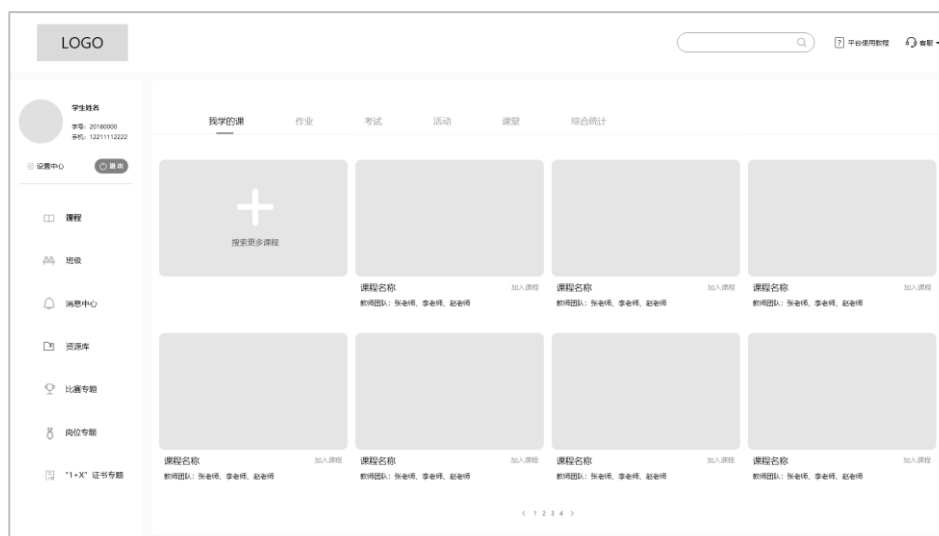 LOGO
平台使用教程
客服
学生姓名
学号：20180000
手机：12211112222
设置中心
退出
课程
班级
消息中心
资源库
比赛专题
岗位专题
"1+X" 证书专题
我学的课 作业 考试 活动 课堂 综合统计
搜索更多课程
课程名称 加入课程
教师团队：张老师、李老师、赵老师
课程名称 加入课程
教师团队：张老师、李老师、赵老师
课程名称 加入课程
教师团队：张老师、李老师、赵老师
课程名称 加入课程
教师团队：张老师、李老师、赵老师
课程名称 加入课程
教师团队：张老师、李老师、赵老师
课程名称 加入课程
教师团队：张老师、李老师、赵老师
课程名称 加入课程
教师团队：张老师、李老师、赵老师
< 1 2 3 4 >